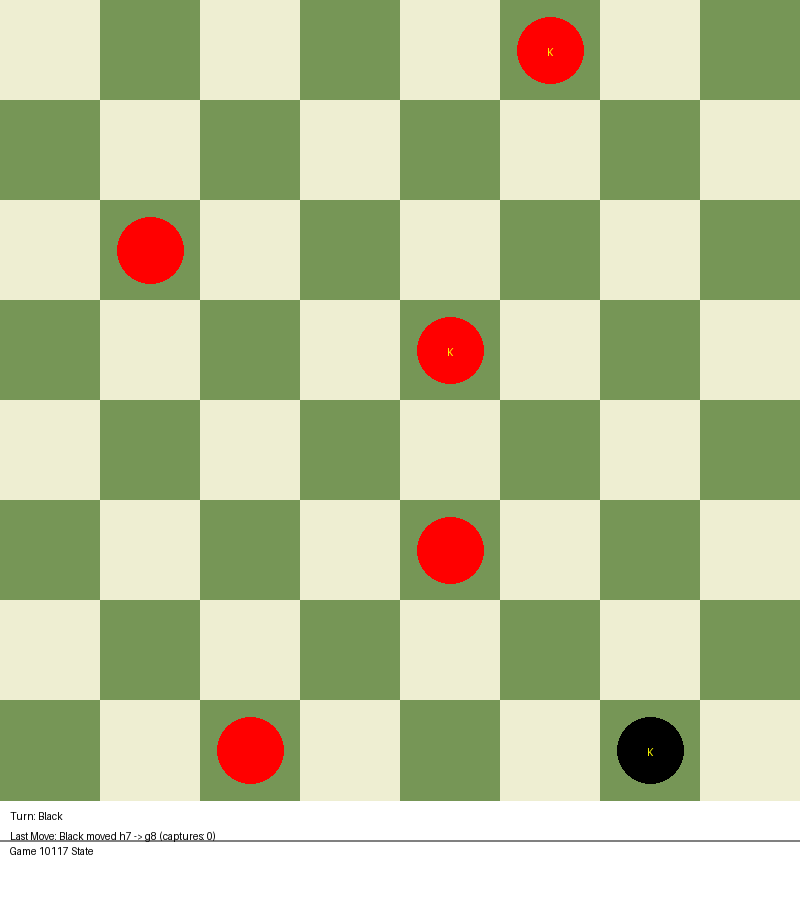 K
K
K
Turn: Black
Last Move: Black moved h7 -> g8 (captures: 0)
Game 10117 State